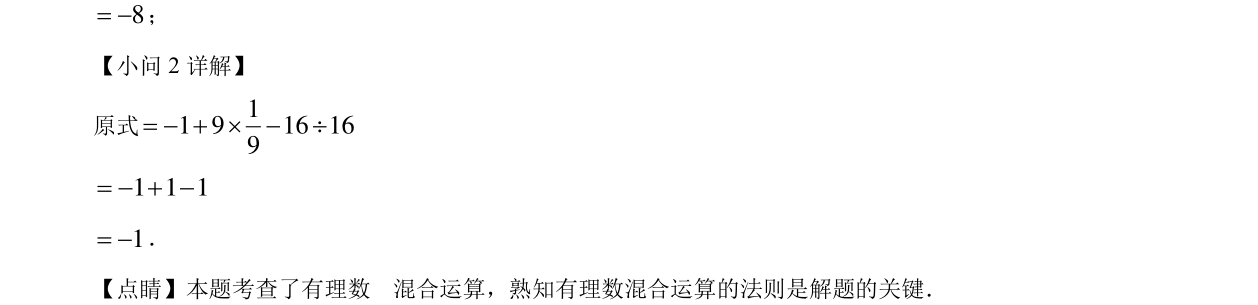 =-8；
【小问 2 详解】
原式=-1+9×1/9-16÷16
=-1+1-1
=-1．
【点睛】本题考查了有理数　混合运算，熟知有理数混合运算的法则是解题的关键．